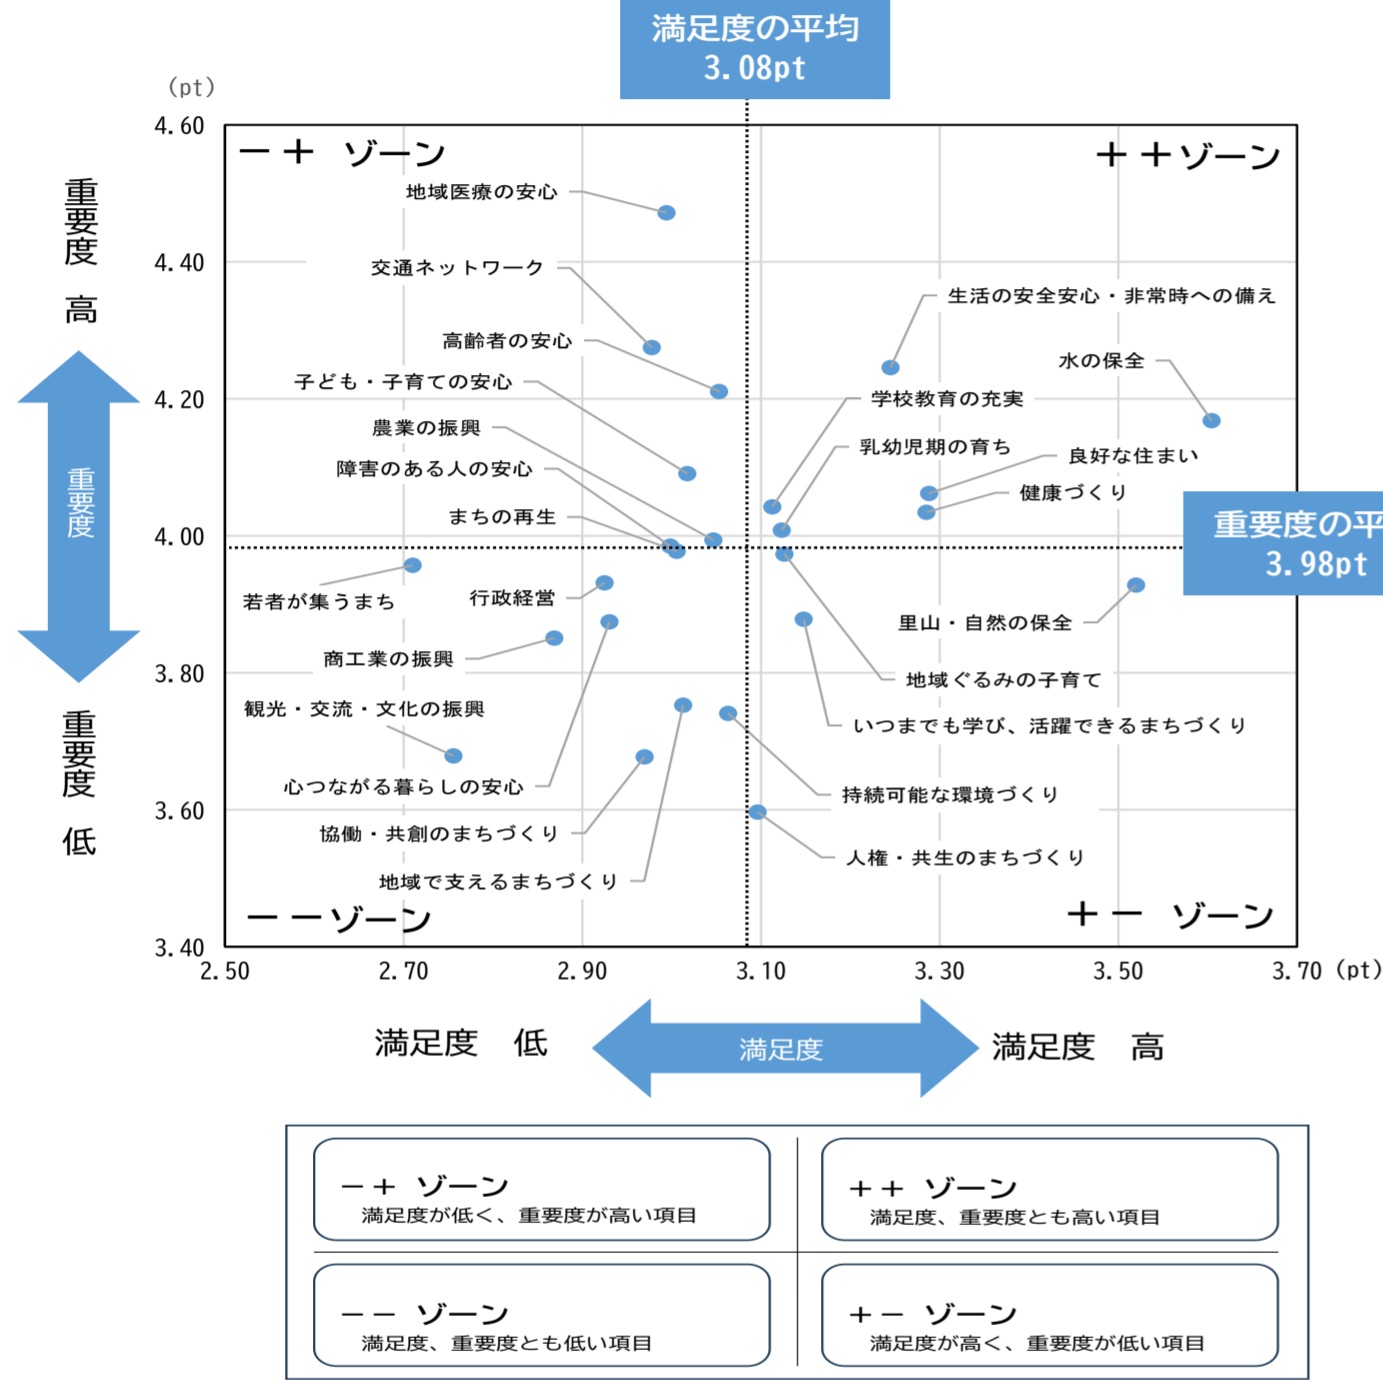 満足度の平均
3.08pt
(pt)
4.60
4.40
4.20
4.00
3.80
3.60
3.40
－＋ ゾーン
＋＋ゾーン
重要度 高
重要度
重要度 低
地域医療の安心
交通ネットワーク
生活の安全安心・非常時への備え
高齢者の安心
水の保全
子ども・子育ての安心
学校教育の充実
農業の振興
乳幼児期の育ち
良好な住まい
障害のある人の安心
健康づくり
まちの再生
重要度の平
3.98pt
若者が集うまち
行政経営
里山・自然の保全
商工業の振興
地域ぐるみの子育て
観光・交流・文化の振興
いつまでも学び、活躍できるまちづくり
心つながる暮らしの安心
持続可能な環境づくり
協働・共創のまちづくり
人権・共生のまちづくり
地域で支えるまちづくり
－－ゾーン
＋－ ゾーン
2.50 2.70 2.90 3.10 3.30 3.50 3.70 (pt)
満足度 低
満足度
満足度 高
－＋ ゾーン
満足度が低く、重要度が高い項目
＋＋ ゾーン
満足度、重要度とも高い項目
－－ ゾーン
満足度、重要度とも低い項目
＋－ ゾーン
満足度が高く、重要度が低い項目